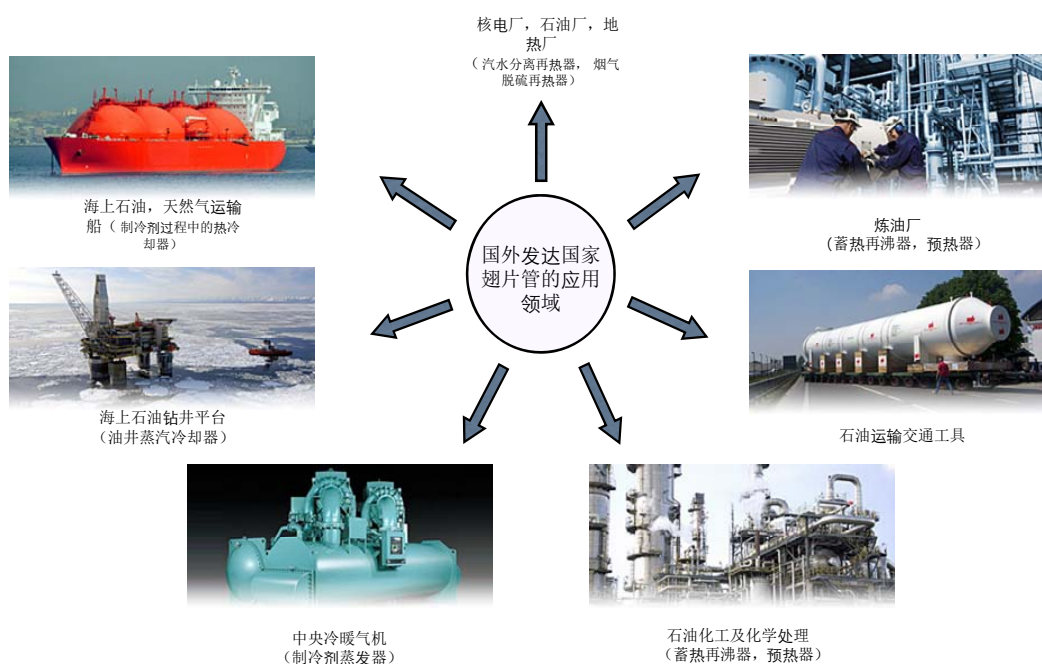 核电厂，石油厂，地
热厂
（ 汽水分离再热器， 烟气
脱硫再热器）
海上石油，天然气运输
船（ 制冷剂过程中的热冷
却器）
炼油厂
（蓄热再沸器，预热器）
国外发达国家
翅片管的应用
领域
海上石油钻井平台
（油井蒸汽冷却器）
石油运输交通工具
中央冷暖气机
（制冷剂蒸发器）
石油化工及化学处理
（蓄热再沸器，预热器）